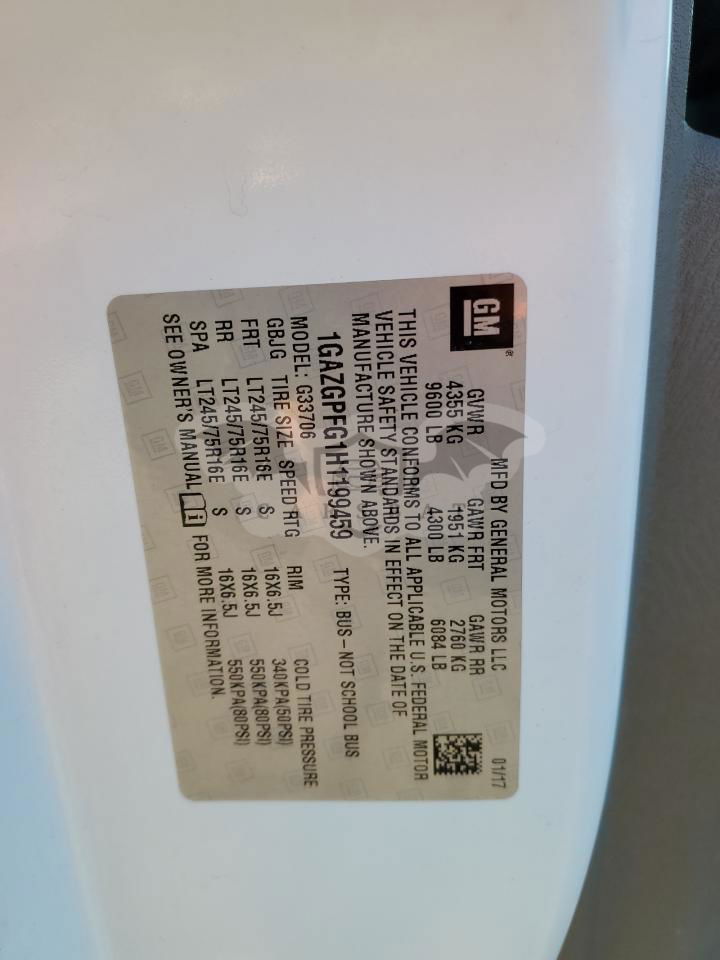 GM ®
MFD BY GENERAL MOTORS LLC 01/17
GVWR GAWR FRT GAWR RR
4355 KG 1951 KG 2760 KG
9600 LB 4300 LB 6084 LB
THIS VEHICLE CONFORMS TO ALL APPLICABLE U.S. FEDERAL MOTOR
VEHICLE SAFETY STANDARDS IN EFFECT ON THE DATE OF
MANUFACTURE SHOWN ABOVE.
1GAZGPFG1H1199459 TYPE: BUS-NOT SCHOOL BUS
MODEL: G33706
GBJG TIRE SIZE SPEED RTG RIM COLD TIRE PRESSURE
FRT LT245/75R16E S 16X6.5J 340KPA(50PSI)
RR LT245/75R16E S 16X6.5J 550KPA(80PSI)
SPA LT245/75R16E S 16X6.5J 550KPA(80PSI)
SEE OWNER'S MANUAL i FOR MORE INFORMATION.